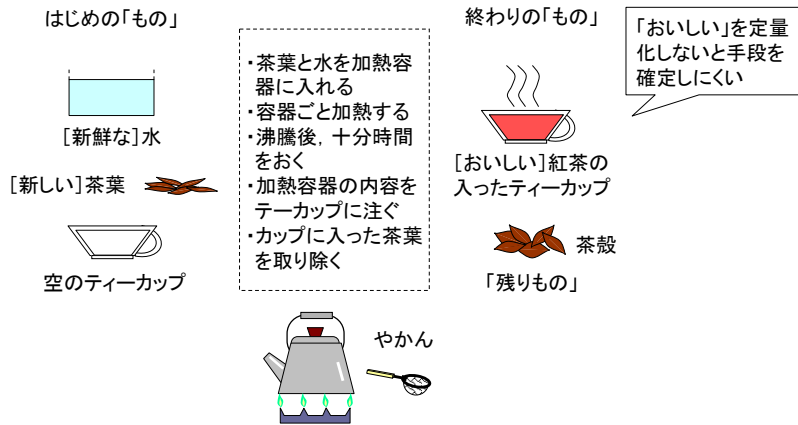 はじめの「もの」
[新鮮な]水
[新しい]茶葉
空のティーカップ
・茶葉と水を加熱容
器に入れる
・容器ごと加熱する
・沸騰後，十分時間
をおく
・加熱容器の内容を
テーカップに注ぐ
・カップに入った茶葉
を取り除く
やかん
終わりの「もの」
[おいしい]紅茶の
入ったティーカップ
茶殻
「残りもの」
「おいしい」を定量
化しないと手段を
確定しにくい